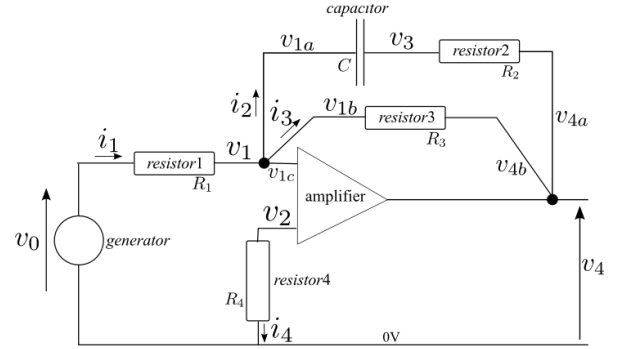 capacitor
v1a
C
v3
resistor2
R2
i2
i3
v1b
resistor3
R3
v4a
i1
resistor1
R1
v1
v1c
amplifier
v4b
v2
v0
generator
R4
resistor4
i4
0V
v4